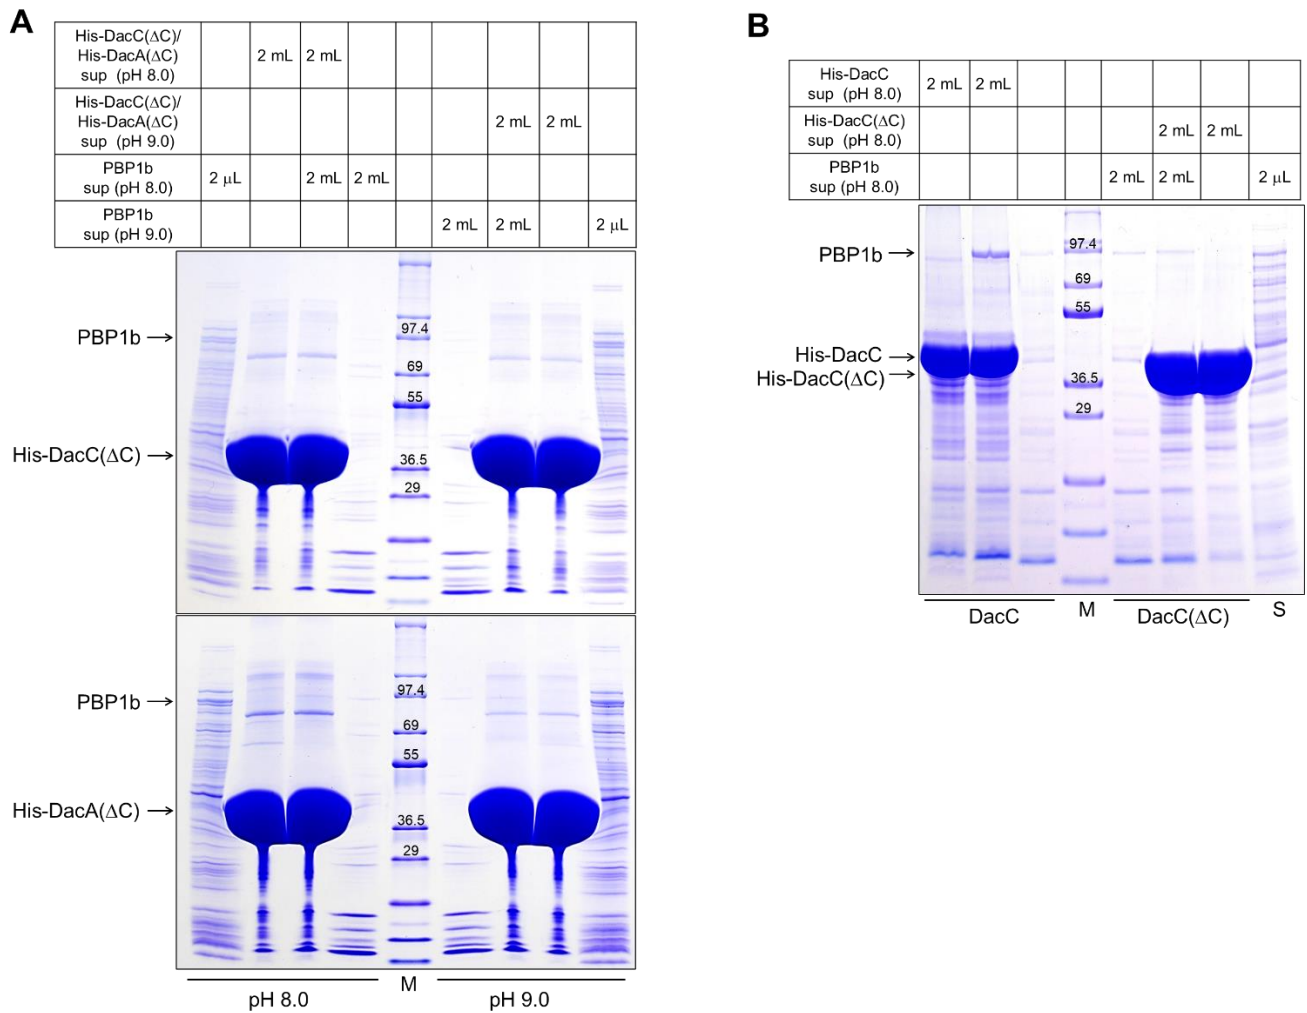 A
His-DacC(ΔC)/
His-DacA(ΔC)
sup (pH 8.0)
2 mL 2 mL
His-DacC(ΔC)/
His-DacA(ΔC)
sup (pH 9.0)
2 mL 2 mL
PBP1b
sup (pH 8.0)
2 μL 2 mL 2 mL
PBP1b
sup (pH 9.0)
2 mL 2 mL 2 μL
PBP1b →
His-DacC(ΔC) →
97.4
69
55
36.5
29
PBP1b →
His-DacA(ΔC) →
97.4
69
55
36.5
29
pH 8.0 M pH 9.0
B
His-DacC
sup (pH 8.0)
2 mL 2 mL
His-DacC(ΔC)
sup (pH 8.0)
2 mL 2 mL
PBP1b
sup (pH 8.0)
2 mL 2 mL 2 μL
PBP1b →
His-DacC →
His-DacC(ΔC) →
97.4
69
55
36.5
29
DacC M DacC(ΔC) S